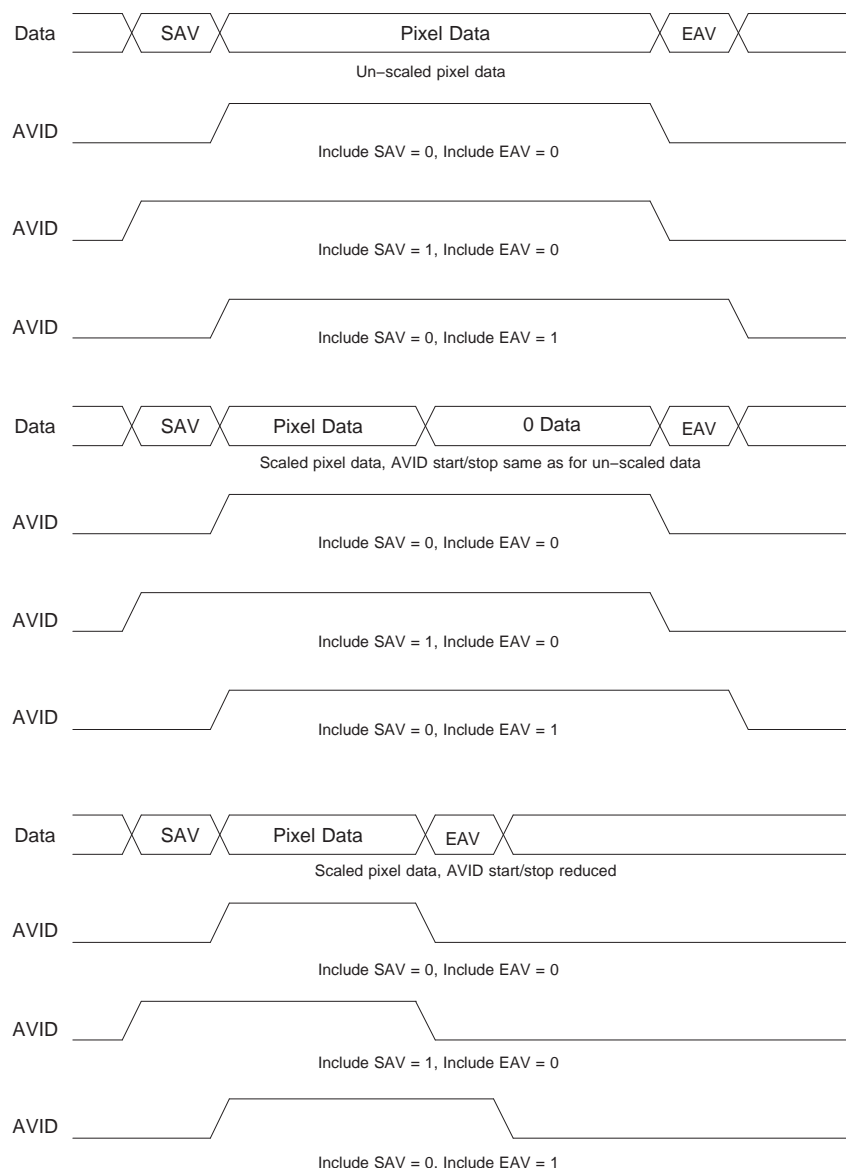 Data SAV Pixel Data EAV
Un−scaled pixel data
AVID
Include SAV = 0, Include EAV = 0
AVID
Include SAV = 1, Include EAV = 0
AVID
Include SAV = 0, Include EAV = 1
Data SAV Pixel Data 0 Data EAV
Scaled pixel data, AVID start/stop same as for un−scaled data
AVID
Include SAV = 0, Include EAV = 0
AVID
Include SAV = 1, Include EAV = 0
AVID
Include SAV = 0, Include EAV = 1
Data SAV Pixel Data EAV
Scaled pixel data, AVID start/stop reduced
AVID
Include SAV = 0, Include EAV = 0
AVID
Include SAV = 1, Include EAV = 0
AVID
Include SAV = 0, Include EAV = 1